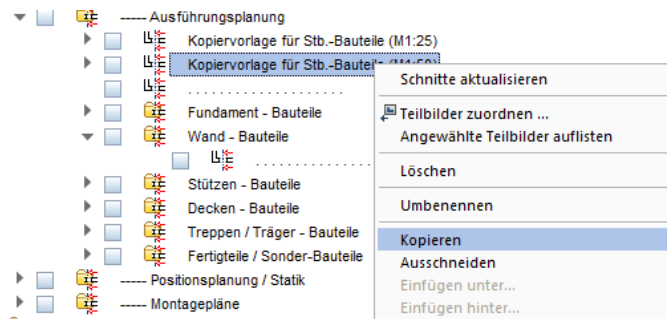 ----- Ausführungsplanung
Kopiervorlage für Stb.-Bauteile (M1:25)
Kopiervorlage für Stb.-Bauteile (M1:50)
. . . . . . . . . . . . . . . . . . . .
Fundament - Bauteile
Wand - Bauteile
. . . . . . . . . . . . . . .
Stützen - Bauteile
Decken - Bauteile
Treppen / Träger - Bauteile
Fertigteile / Sonder-Bauteile
----- Positionsplanung / Statik
----- Montagepläne
Schnitte aktualisieren
Teilbilder zuordnen ...
Angewählte Teilbilder auflisten
Löschen
Umbenennen
Kopieren
Ausschneiden
Einfügen unter...
Einfügen hinter...